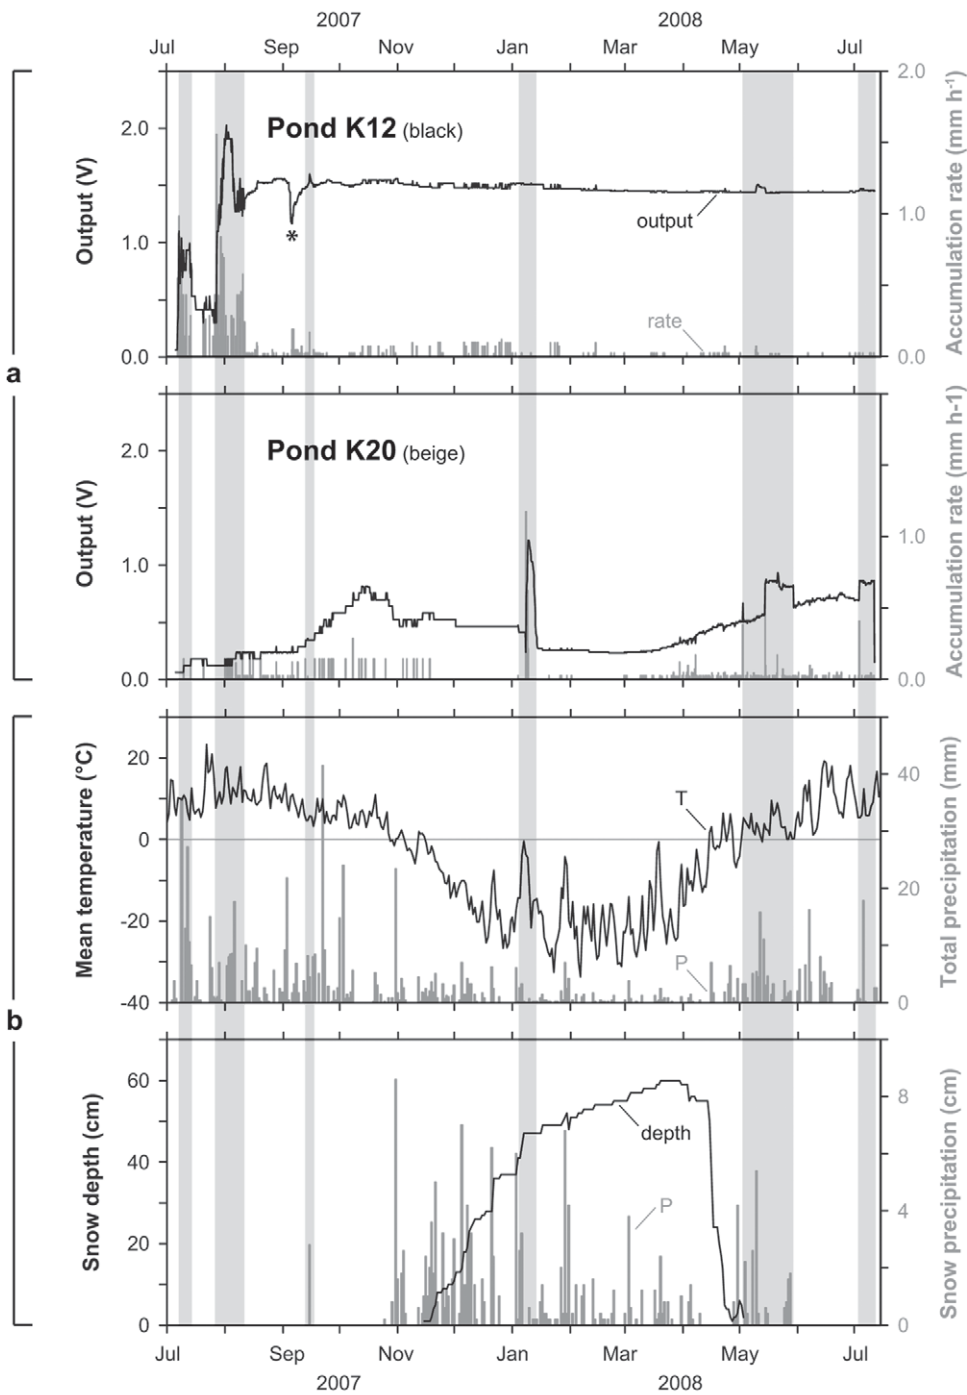 2007 2008
Jul Sep Nov Jan Mar May Jul
a
Output (V)
2.0
1.0
0.0
Pond K12 (black)
*
output
rate
2.0
1.0
0.0
Accumulation rate (mm h-1)
Output (V)
2.0
1.0
0.0
Pond K20 (beige)
1.0
0.0
Accumulation rate (mm h-1)
b
Mean temperature (°C)
20
0
-20
-40
T
P
40
20
0
Total precipitation (mm)
Snow depth (cm)
60
40
20
0
depth
P
8
4
0
Snow precipitation (cm)
Jul Sep Nov Jan Mar May Jul
2007 2008